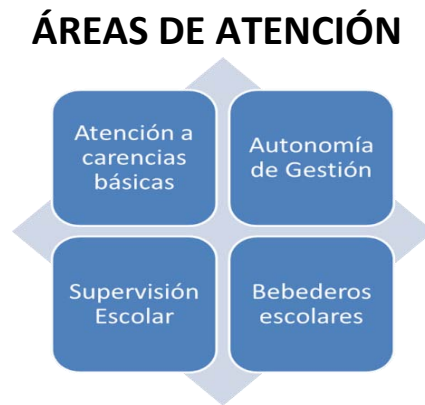 ÁREAS DE ATENCIÓN
Atención a
carencias
básicas
Autonomía
de Gestión
Supervisión
Escolar
Bebederos
escolares